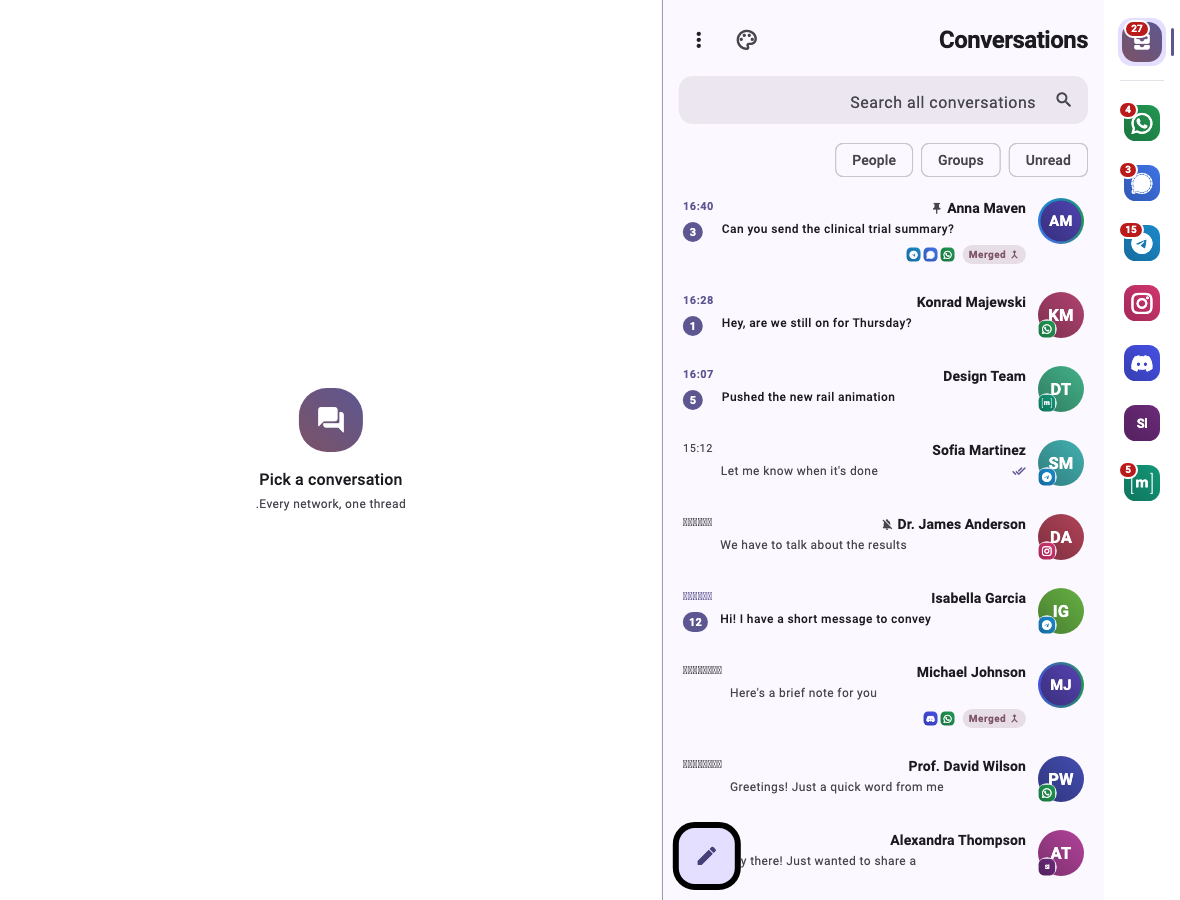 Conversations
Search all conversations
People
Groups
Unread
16:40
Anna Maven
AM
3
Can you send the clinical trial summary?
Merged
16:28
Konrad Majewski
KM
1
Hey, are we still on for Thursday?
16:07
Design Team
DT
[m]
5
Pushed the new rail animation
15:12
Sofia Martinez
SM
Let me know when it's done
Dr. James Anderson
DA
We have to talk about the results
Isabella Garcia
IG
12
Hi! I have a short message to convey
Michael Johnson
MJ
Here's a brief note for you
Merged
Prof. David Wilson
PW
Greetings! Just a quick word from me
Alexandra Thompson
AT
Sl
y there! Just wanted to share a
27
4
3
15
Sl
5
[m]
Pick a conversation
.Every network, one thread